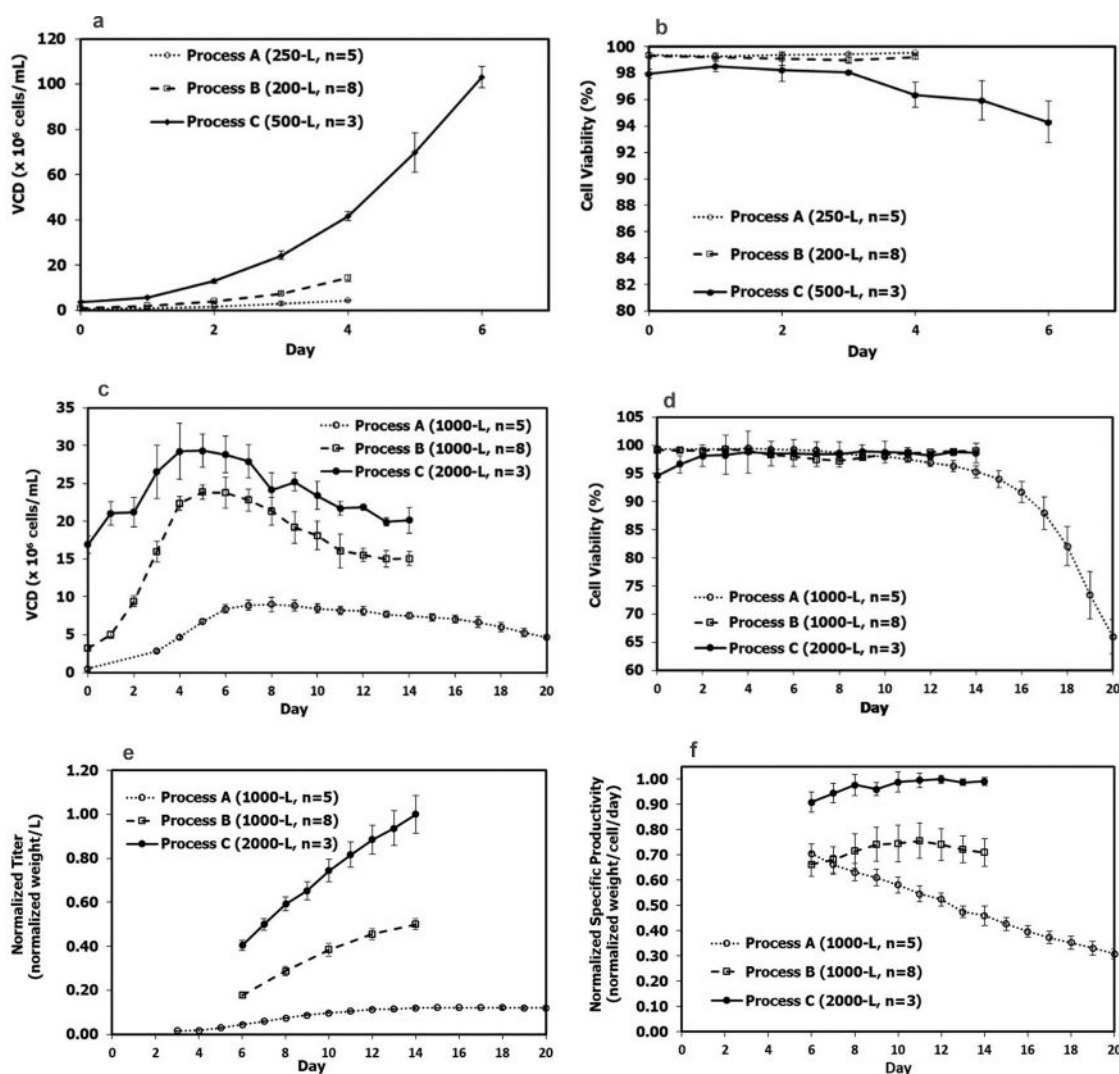 a
120
100
80
60
40
20
0
VCD (x 10⁶ cells/mL)
Process A (250-L, n=5)
Process B (200-L, n=8)
Process C (500-L, n=3)
0 2 4 6
Day
b
100
98
96
94
92
90
88
86
84
82
80
Cell Viability (%)
Process A (250-L, n=5)
Process B (200-L, n=8)
Process C (500-L, n=3)
0 2 4 6
Day
c
35
30
25
20
15
10
5
0
VCD (x 10⁶ cells/mL)
Process A (1000-L, n=5)
Process B (1000-L, n=8)
Process C (2000-L, n=3)
0 2 4 6 8 10 12 14 16 18 20
Day
d
105
100
95
90
85
80
75
70
65
60
Cell Viability (%)
Process A (1000-L, n=5)
Process B (1000-L, n=8)
Process C (2000-L, n=3)
0 2 4 6 8 10 12 14 16 18 20
Day
e
1.20
1.00
0.80
0.60
0.40
0.20
0.00
Normalized Titer
(normalized weight/L)
Process A (1000-L, n=5)
Process B (1000-L, n=8)
Process C (2000-L, n=3)
0 2 4 6 8 10 12 14 16 18 20
Day
f
1.00
0.90
0.80
0.70
0.60
0.50
0.40
0.30
0.20
0.10
0.00
Normalized Specific Productivity
(normalized weight/cell/day)
Process A (1000-L, n=5)
Process B (1000-L, n=8)
Process C (2000-L, n=3)
0 2 4 6 8 10 12 14 16 18 20
Day